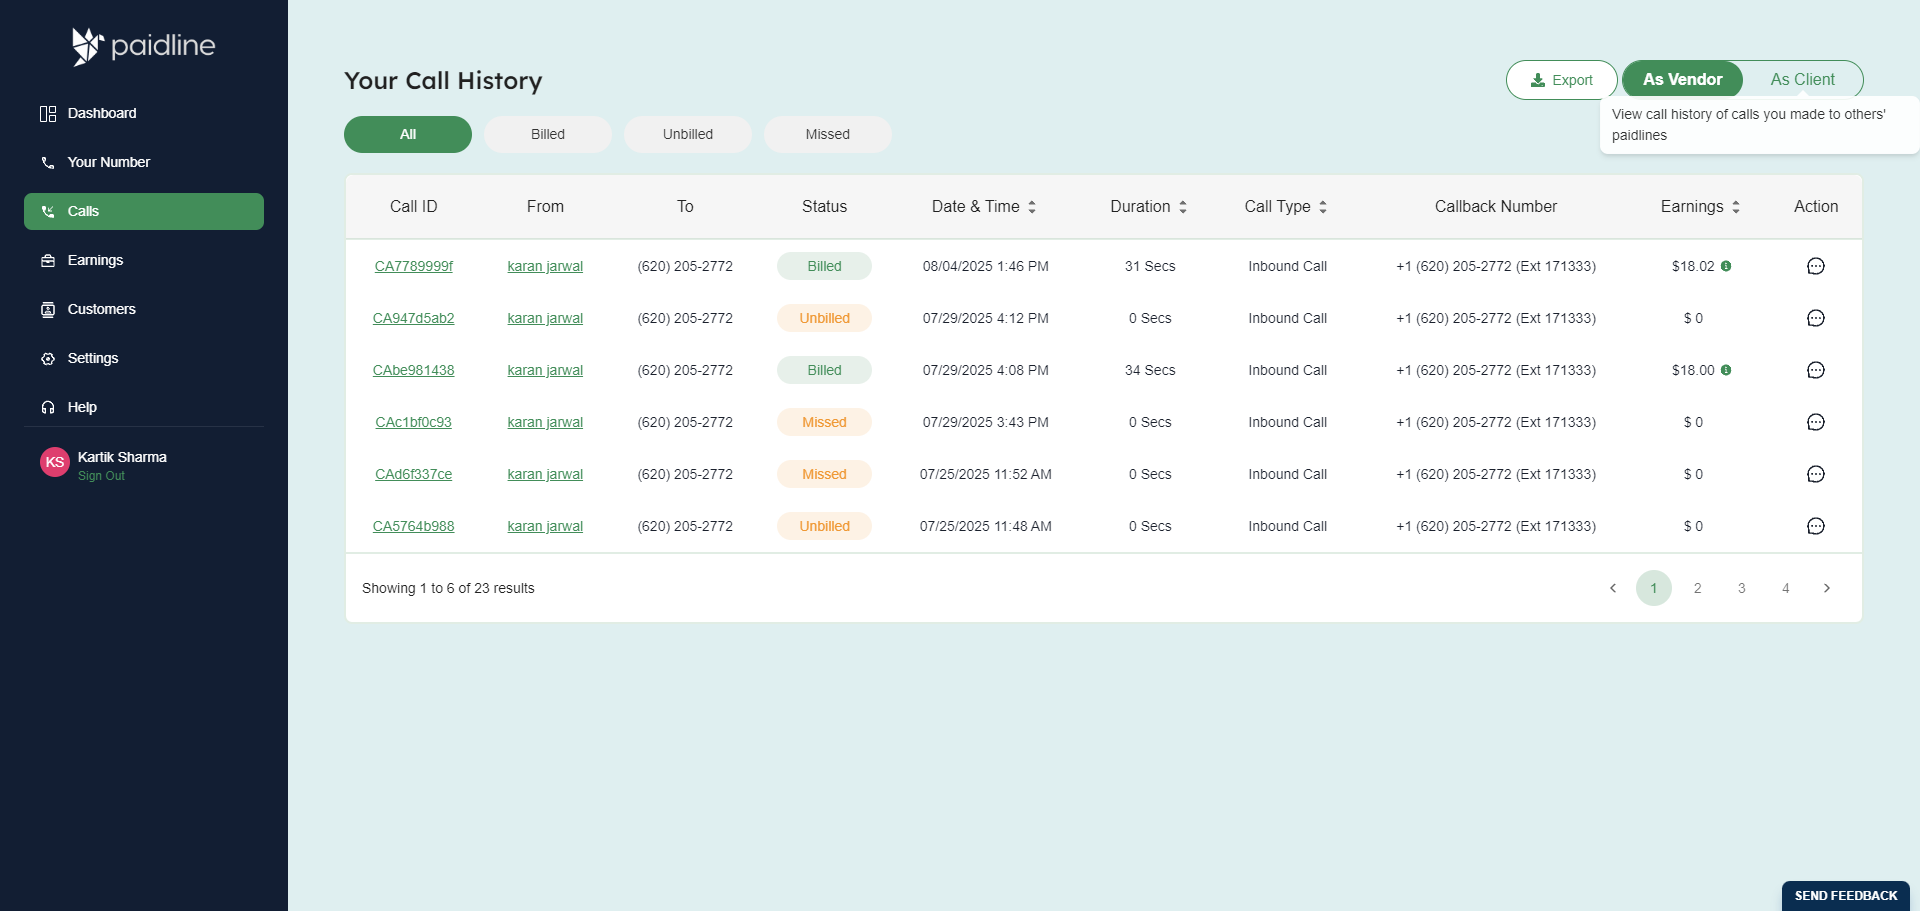 paidline
Dashboard
Your Number
Calls
Earnings
Customers
Settings
Help
KS
Kartik Sharma
Sign Out
Your Call History
Export
As Vendor
As Client
View call history of calls you made to others'
paidlines
All
Billed
Unbilled
Missed
Call ID From To Status Date & Time Duration Call Type Callback Number Earnings Action
CA7789999f karan jarwal (620) 205-2772 Billed 08/04/2025 1:46 PM 31 Secs Inbound Call +1 (620) 205-2772 (Ext 171333) $18.02
CA947d5ab2 karan jarwal (620) 205-2772 Unbilled 07/29/2025 4:12 PM 0 Secs Inbound Call +1 (620) 205-2772 (Ext 171333) $ 0
CAbe981438 karan jarwal (620) 205-2772 Billed 07/29/2025 4:08 PM 34 Secs Inbound Call +1 (620) 205-2772 (Ext 171333) $18.00
CAc1bf0c93 karan jarwal (620) 205-2772 Missed 07/29/2025 3:43 PM 0 Secs Inbound Call +1 (620) 205-2772 (Ext 171333) $ 0
CAd6f337ce karan jarwal (620) 205-2772 Missed 07/25/2025 11:52 AM 0 Secs Inbound Call +1 (620) 205-2772 (Ext 171333) $ 0
CA5764b988 karan jarwal (620) 205-2772 Unbilled 07/25/2025 11:48 AM 0 Secs Inbound Call +1 (620) 205-2772 (Ext 171333) $ 0
Showing 1 to 6 of 23 results
1 2 3 4
SEND FEEDBACK